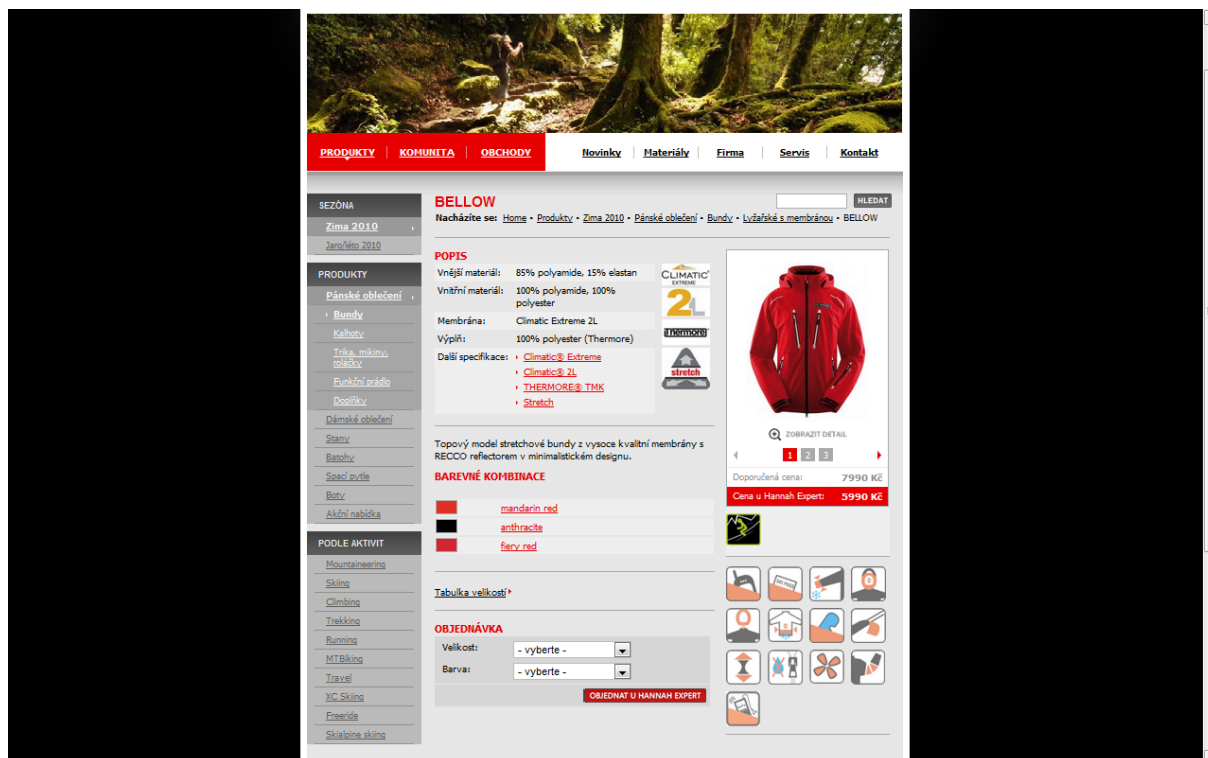 PRODUKTY
KOMUNITA
OBCHODY
Novinky
Materiály
Firma
Servis
Kontakt
SEZÓNA
Zima 2010
Jaro/léto 2010
PRODUKTY
Pánské oblečení
Bundy
Kalhoty
Trika, mikiny,
roláčky
Funkční prádlo
Doplňky
Dámské oblečení
Stany
Batohy
Spací pytle
Boty
Akční nabídka
PODLE AKTIVIT
Mountaineering
Skiing
Climbing
Trekking
Running
MTBiking
Travel
XC Skiing
Freeride
Skialpine skiing
BELLOW
HLEDAT
Nacházíte se: Home • Produkty • Zima 2010 • Pánské oblečení • Bundy • Lyžařské s membránou • BELLOW
POPIS
Vnější materiál: 85% polyamide, 15% elastan
Vnitřní materiál: 100% polyamide, 100%
polyester
Membrána: Climatic Extreme 2L
Výplň: 100% polyester (Thermore)
Další specifikace: Climatic® Extreme
Climatic® 2L
THERMORE® TMK
Stretch
CLIMATIC
EXTREME
2L
Thermore
stretch
Topový model stretchové bundy z vysoce kvalitní membrány s
RECCO reflectorem v minimalistickém designu.
BAREVNÉ KOMBINACE
mandarin red
anthracite
fiery red
Tabulka velikostí
OBJEDNÁVKA
Velikost: - vyberte -
Barva: - vyberte -
OBJEDNAT U HANNAH EXPERT
ZOBRAZIT DETAIL
1 2 3
Doporučená cena: 7990 Kč
Cena u Hannah Expert: 5990 Kč
SKI PASS